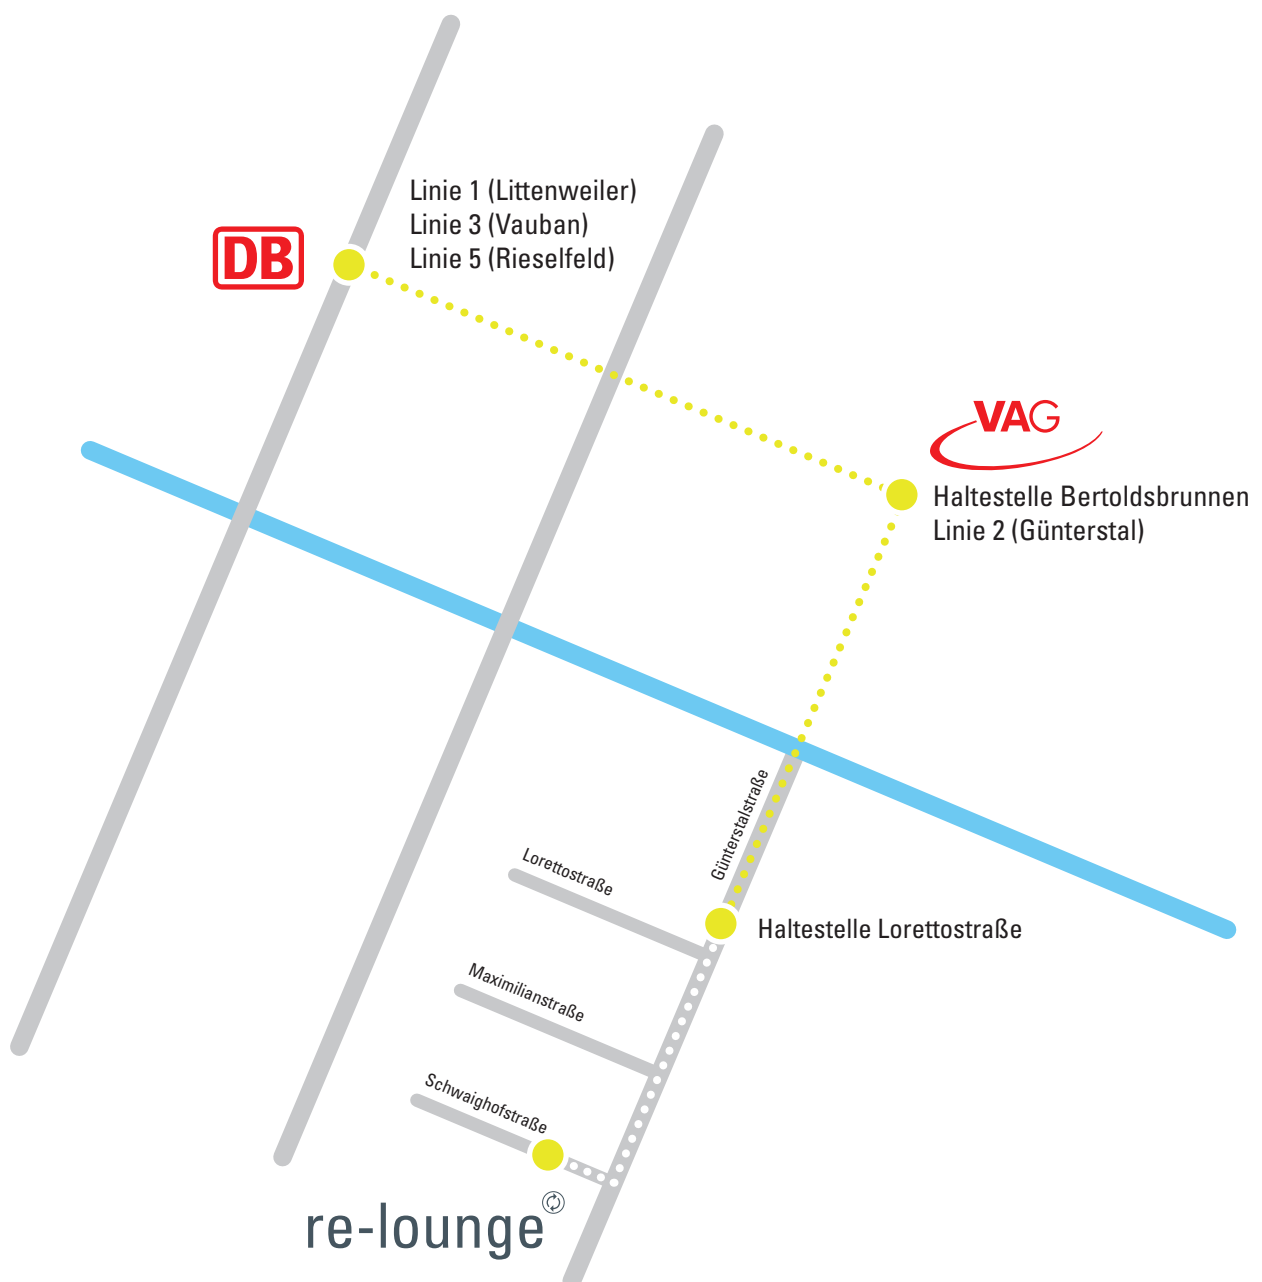 Linie 1 (Littenweiler)
Linie 3 (Vauban)
Linie 5 (Rieselfeld)
DB
VAG
Haltestelle Bertoldsbrunnen
Linie 2 (Günterstal)
Günterstalstraße
Lorettostraße
Haltestelle Lorettostraße
Maximilianstraße
Schwaighofstraße
re-lounge